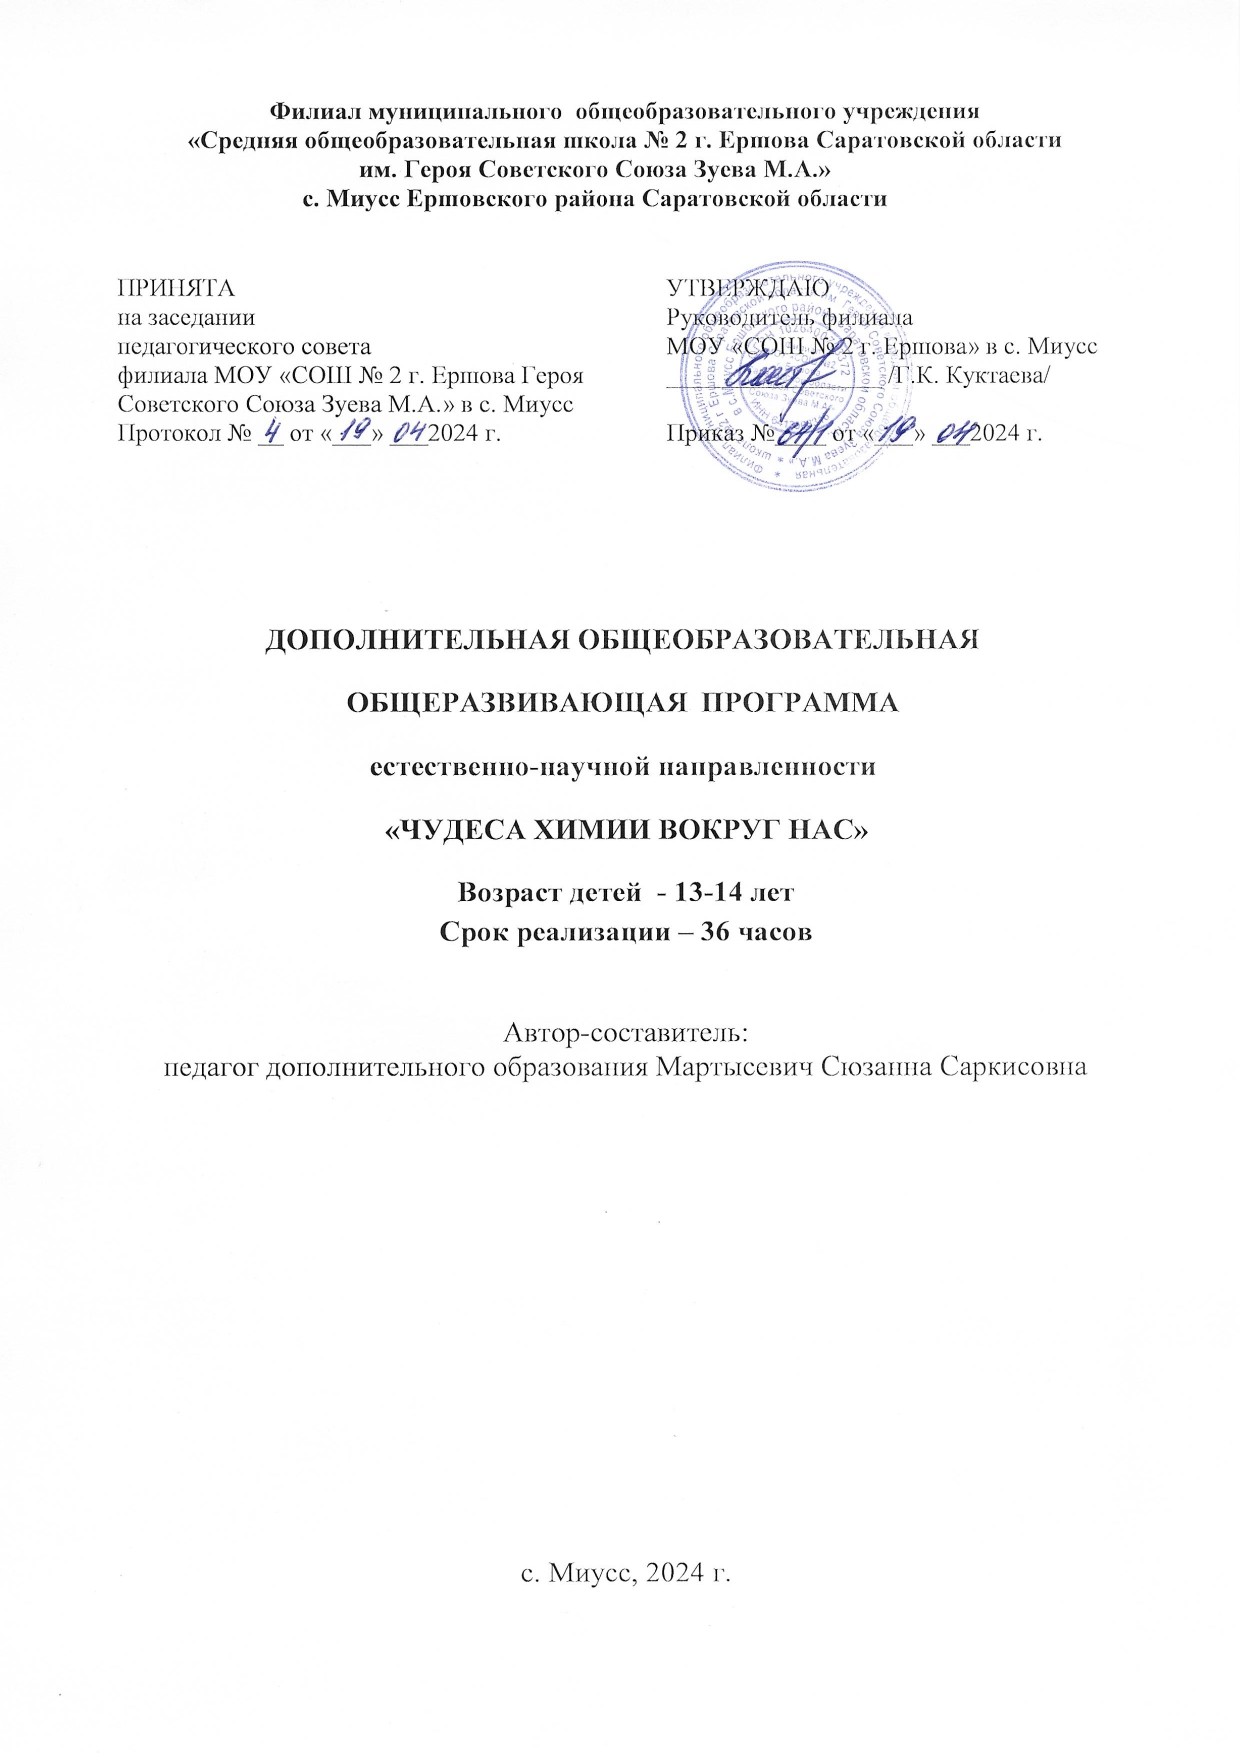 Филиал муниципального общеобразовательного учреждения
«Средняя общеобразовательная школа № 2 г. Ершова Саратовской области
им. Героя Советского Союза Зуева М.А.»
с. Миусс Ершовского района Саратовской области
ПРИНЯТА
на заседании
педагогического совета
филиала МОУ «СОШ № 2 г. Ершова Героя
Советского Союза Зуева М.А.» в с. Миусс
Протокол № 4 от «19» 04 2024 г.
УТВЕРЖДАЮ
Руководитель филиала
МОУ «СОШ № 2 г. Ершова» в с. Миусс
/Г.К. Куктаева/
Приказ № от «19» 04 2024 г.
ДОПОЛНИТЕЛЬНАЯ ОБЩЕОБРАЗОВАТЕЛЬНАЯ
ОБЩЕРАЗВИВАЮЩАЯ ПРОГРАММА
естественно-научной направленности
«ЧУДЕСА ХИМИИ ВОКРУГ НАС»
Возраст детей - 13-14 лет
Срок реализации – 36 часов
Автор-составитель:
педагог дополнительного образования Мартысевич Сюзанна Саркисовна
с. Миусс, 2024 г.